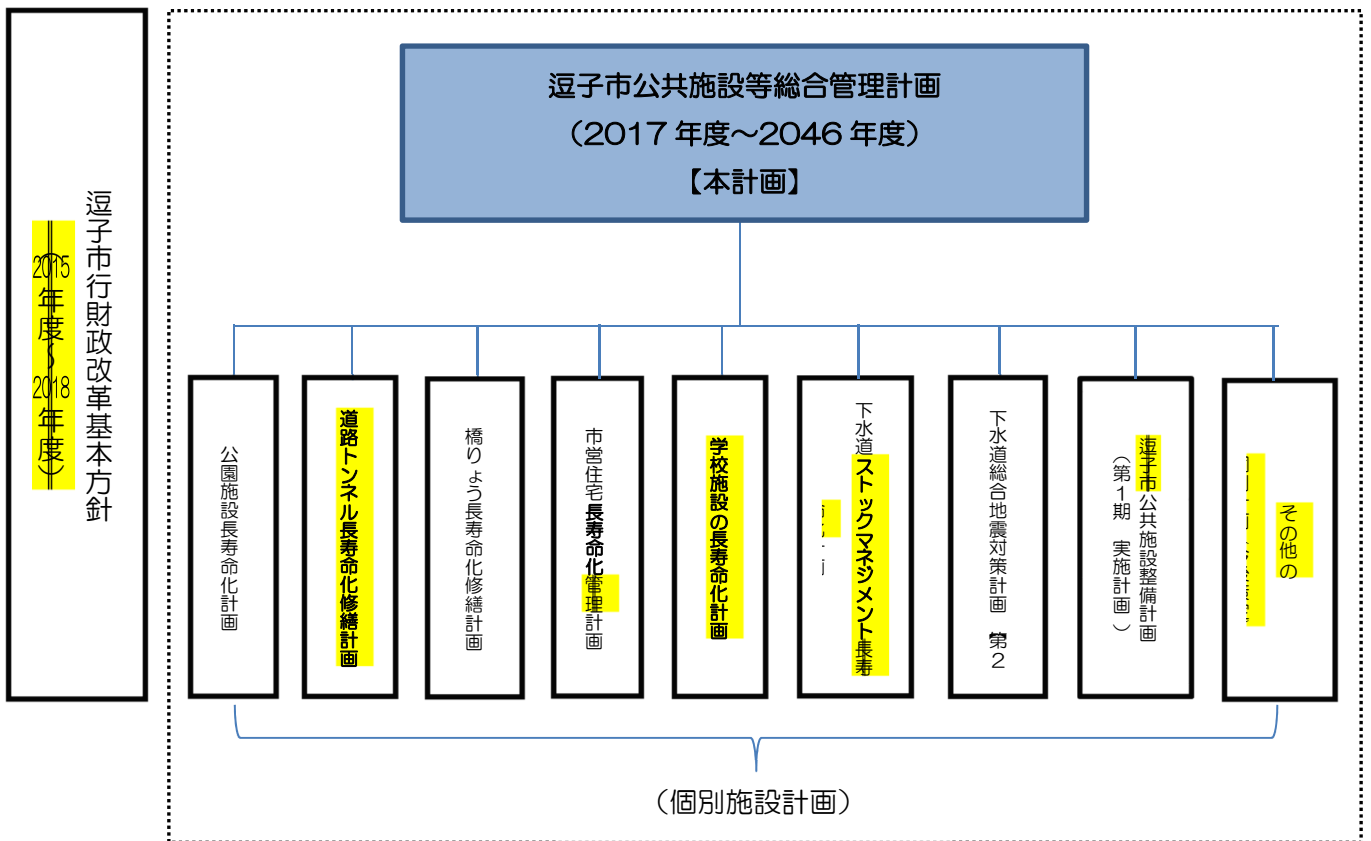 逗子市公共施設等総合管理計画
（2017年度～2046年度）
【本計画】
逗子市行財政改革基本方針
（2015年度～2018年度）
公園施設長寿命化計画
道路トンネル長寿命化修繕計画
橋りょう長寿命化修繕計画
市営住宅長寿命化管理計画
学校施設の長寿命化計画
下水道ストックマネジメント長寿
下水道総合地震対策計画 第2
逗子市公共施設整備計画
（第1期 実施計画）
その他の
（個別施設計画）